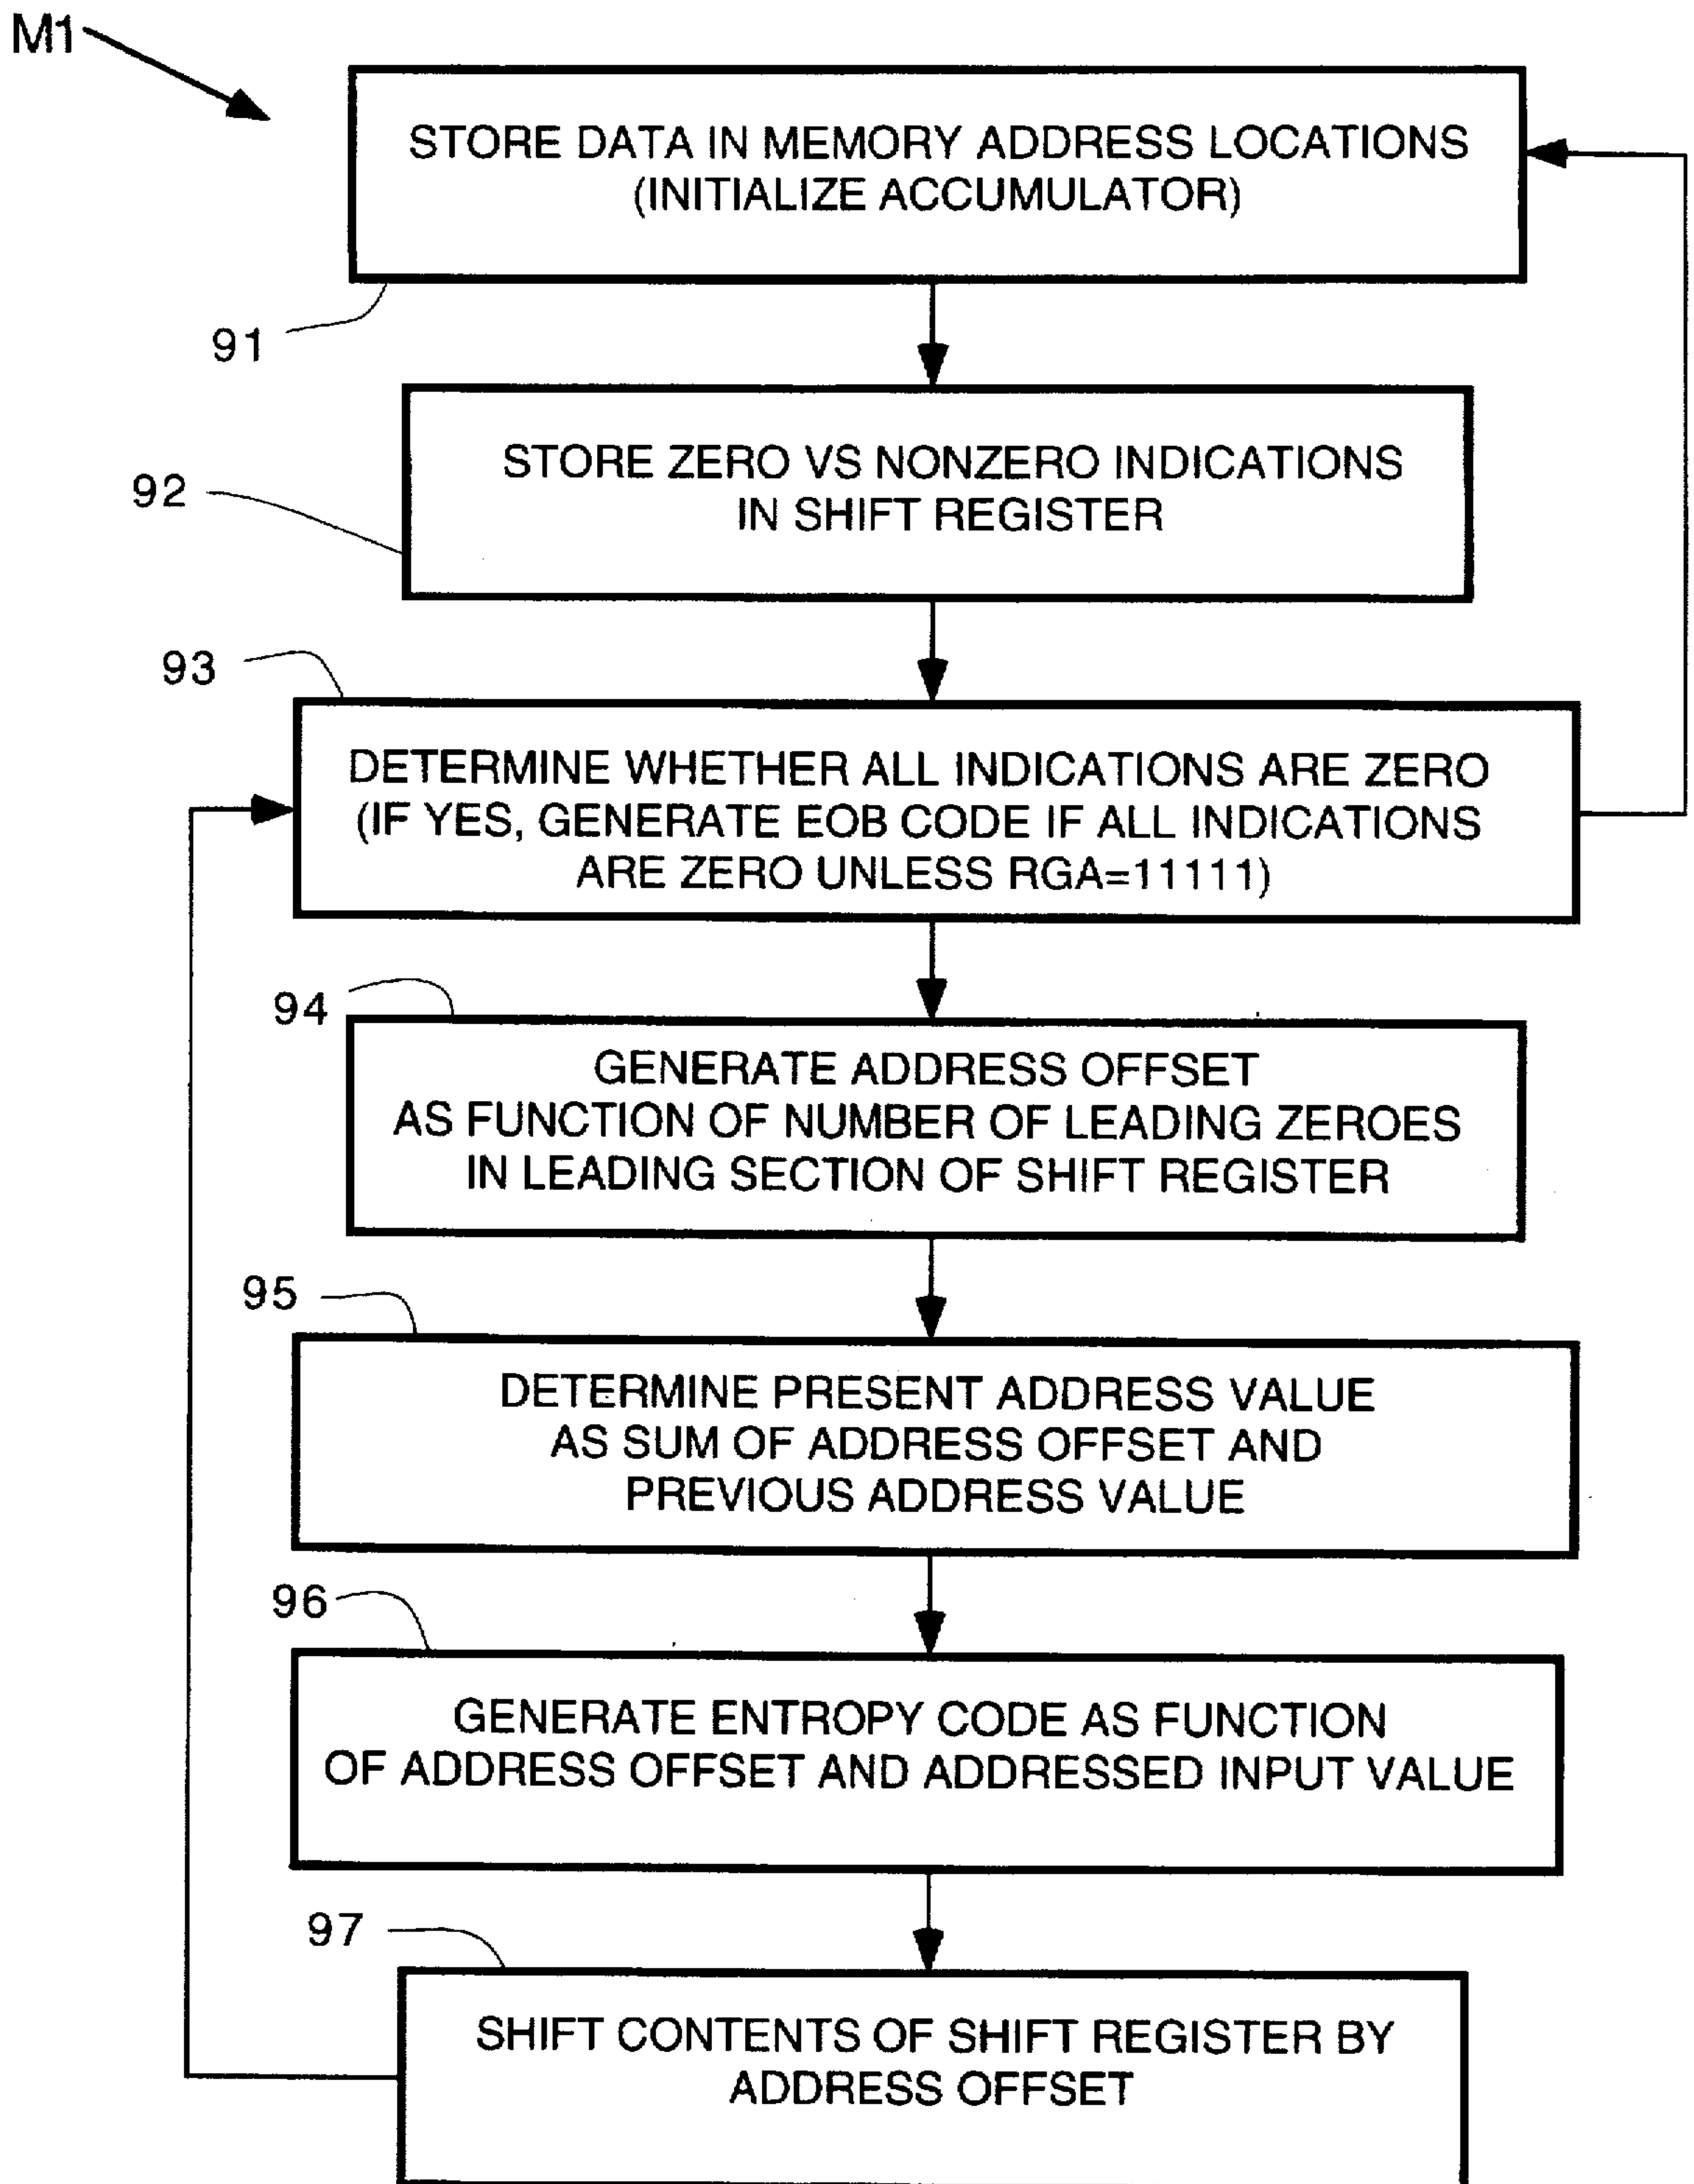 M1
STORE DATA IN MEMORY ADDRESS LOCATIONS
(INITIALIZE ACCUMULATOR)
91
STORE ZERO VS NONZERO INDICATIONS
IN SHIFT REGISTER
92
93
DETERMINE WHETHER ALL INDICATIONS ARE ZERO
(IF YES, GENERATE EOB CODE IF ALL INDICATIONS
ARE ZERO UNLESS RGA=11111)
94
GENERATE ADDRESS OFFSET
AS FUNCTION OF NUMBER OF LEADING ZEROES
IN LEADING SECTION OF SHIFT REGISTER
95
DETERMINE PRESENT ADDRESS VALUE
AS SUM OF ADDRESS OFFSET AND
PREVIOUS ADDRESS VALUE
96
GENERATE ENTROPY CODE AS FUNCTION
OF ADDRESS OFFSET AND ADDRESSED INPUT VALUE
97
SHIFT CONTENTS OF SHIFT REGISTER BY
ADDRESS OFFSET